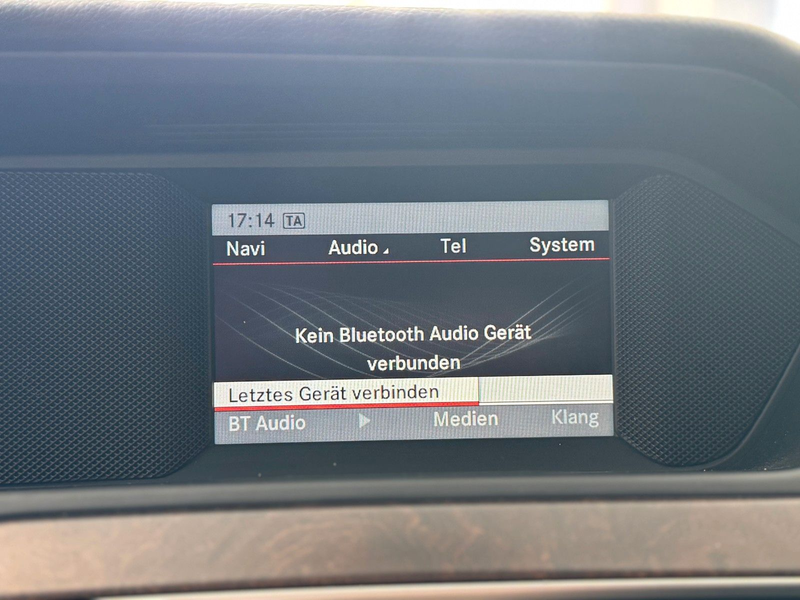 17:14 TA
Navi Audio Tel System
Kein Bluetooth Audio Gerät
verbunden
Letztes Gerät verbinden
BT Audio Medien Klang